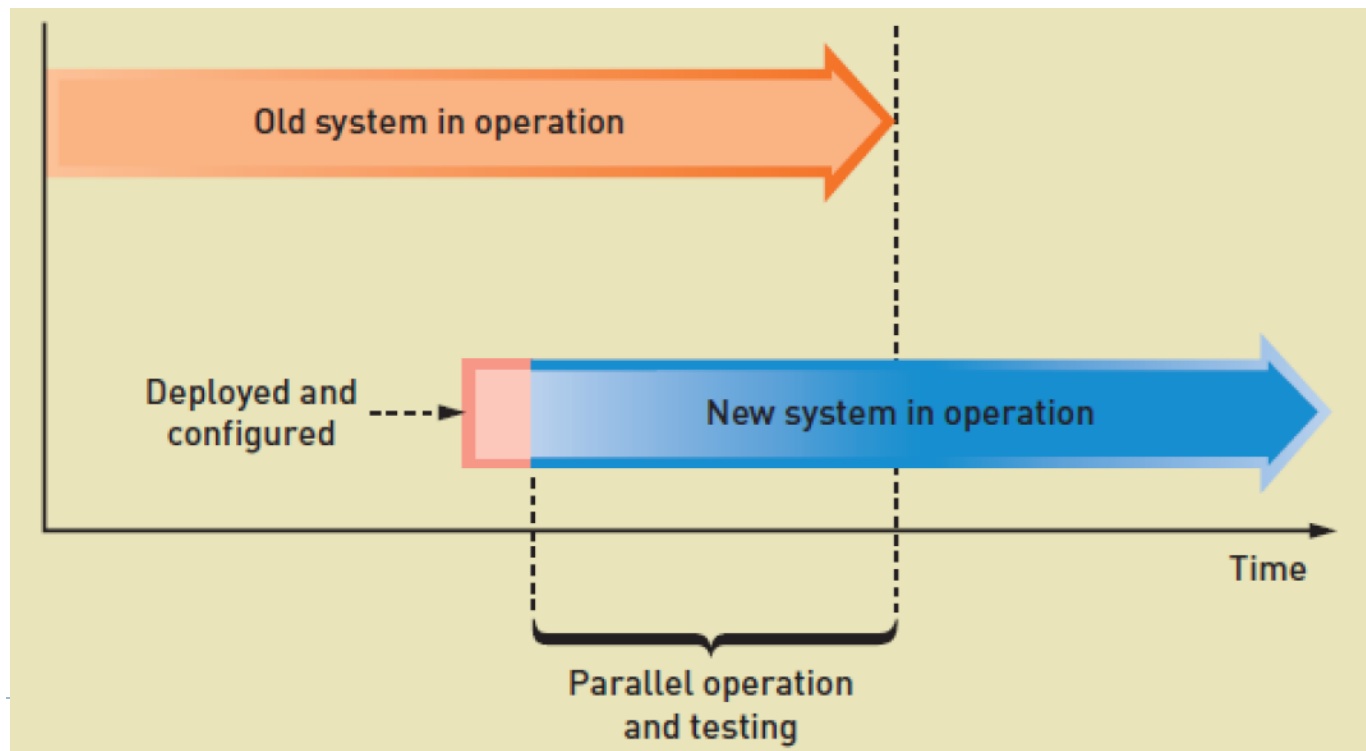 Old system in operation
Deployed and
configured
New system in operation
Time
Parallel operation
and testing